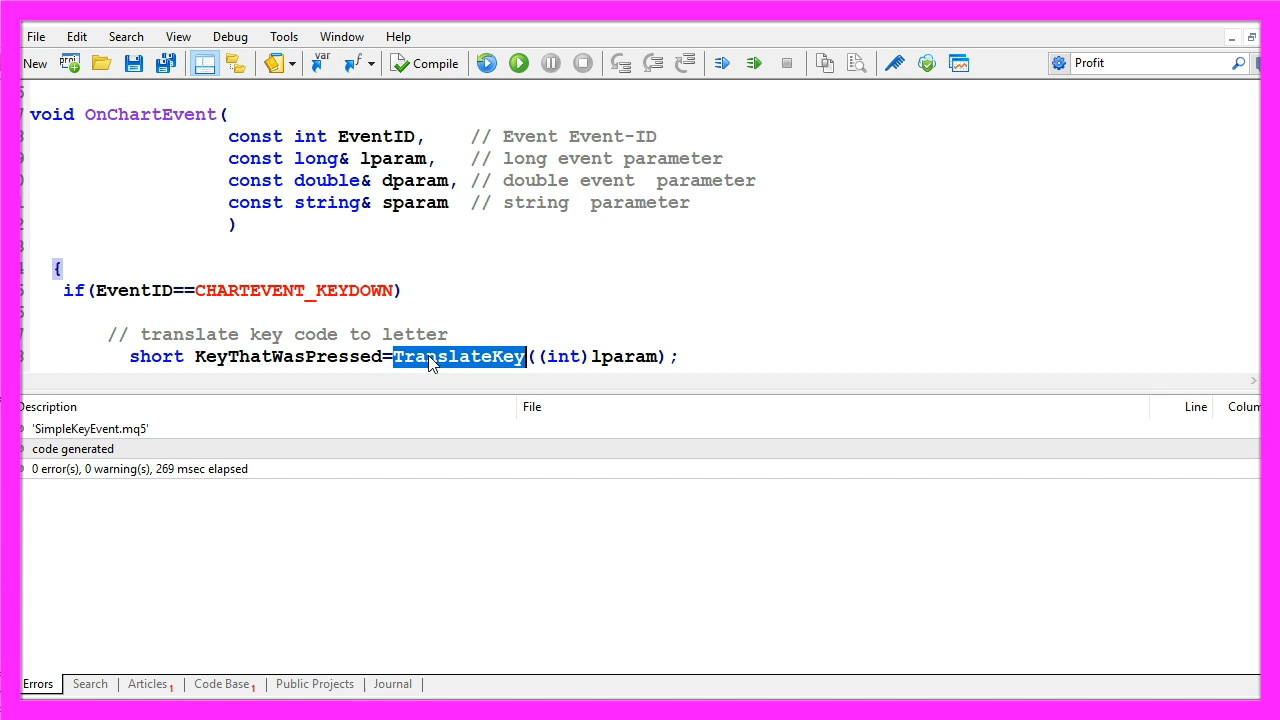 File Edit Search View Debug Tools Window Help
New Compile Profit
void OnChartEvent(
const int EventID, // Event Event-ID
const long& lparam, // long event parameter
const double& dparam, // double event  parameter
const string& sparam // string  parameter
)
{
if(EventID==CHARTEVENT_KEYDOWN)
// translate key code to letter
short KeyThatWasPressed=TranslateKey((int)lparam);
Description File Line Colum
'SimpleKeyEvent.mq5'
code generated
0 error(s), 0 warning(s), 269 msec elapsed
Errors Search Articles 1 Code Base 1 Public Projects Journal